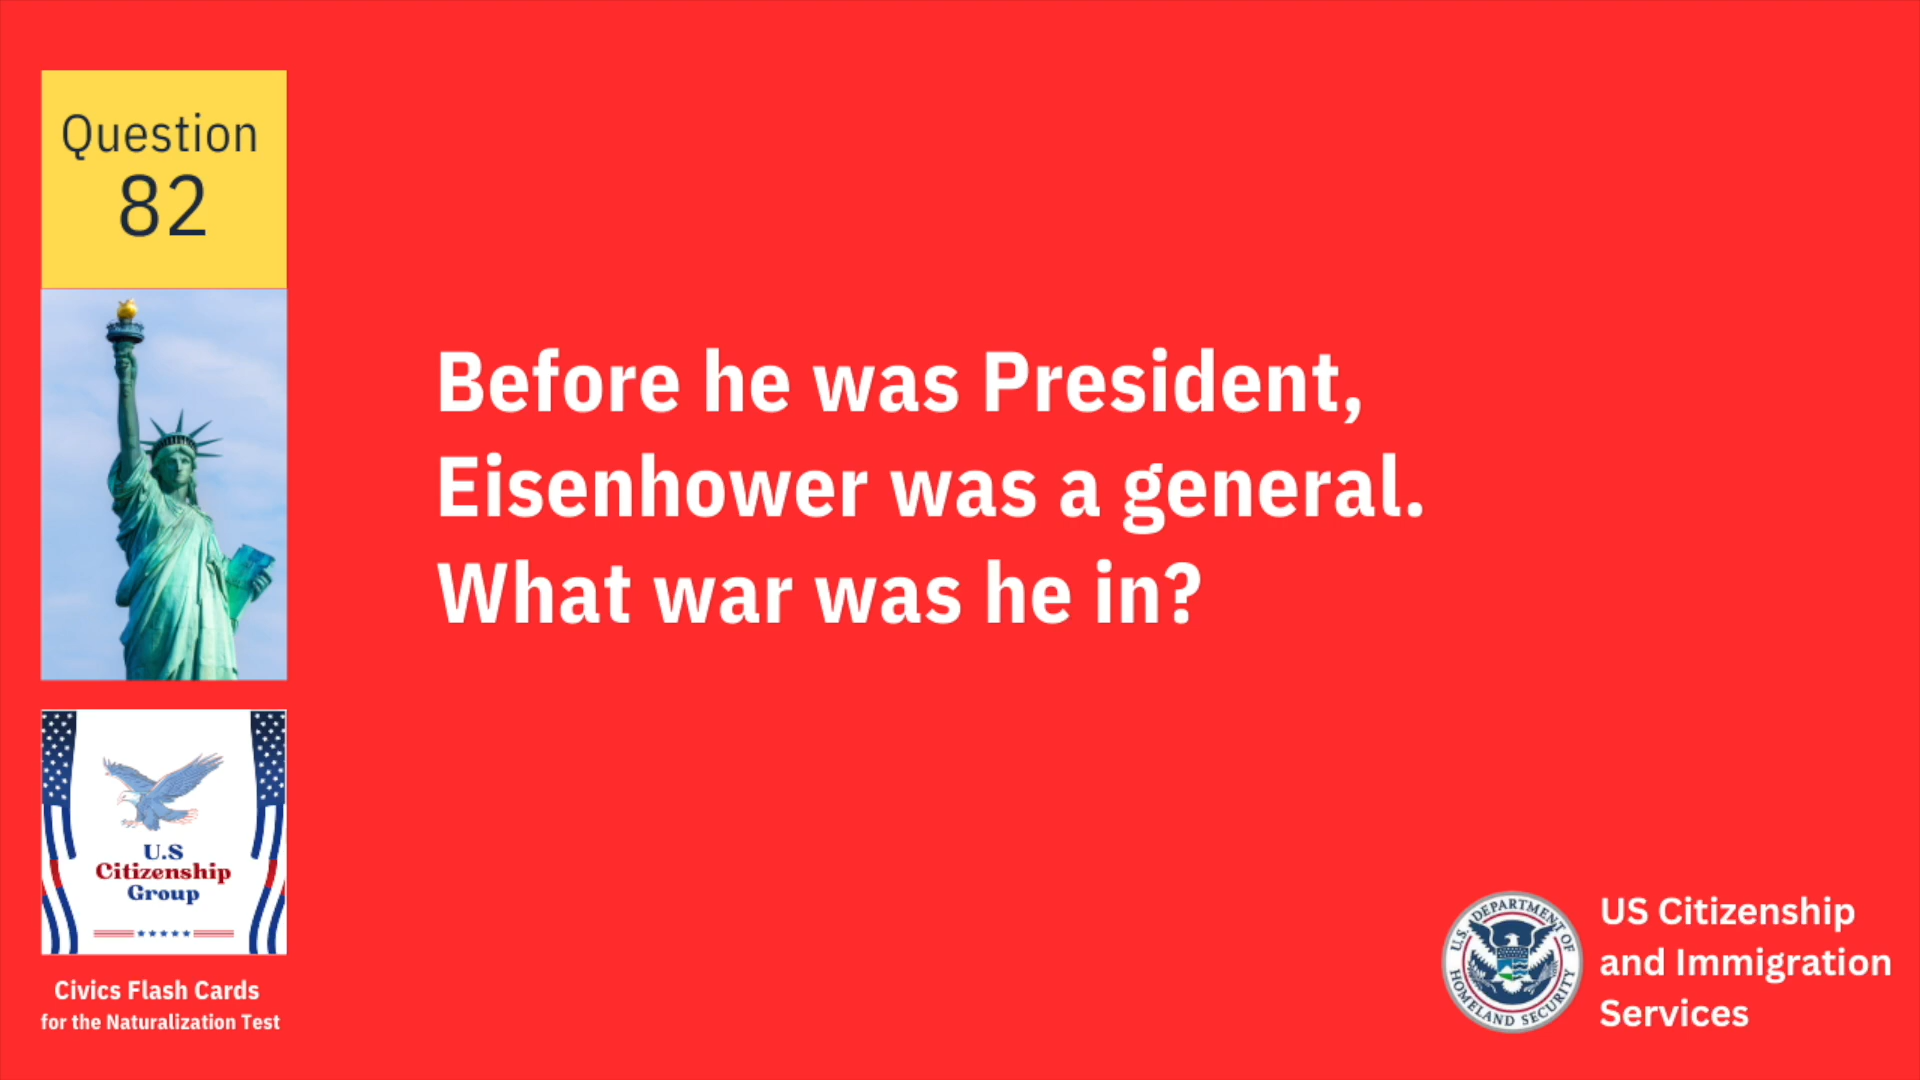 Question
82
Before he was President,
Eisenhower was a general.
What war was he in?
U.S
Citizenship
Group
Civics Flash Cards
for the Naturalization Test
U.S. DEPARTMENT OF HOMELAND SECURITY
US Citizenship
and Immigration
Services